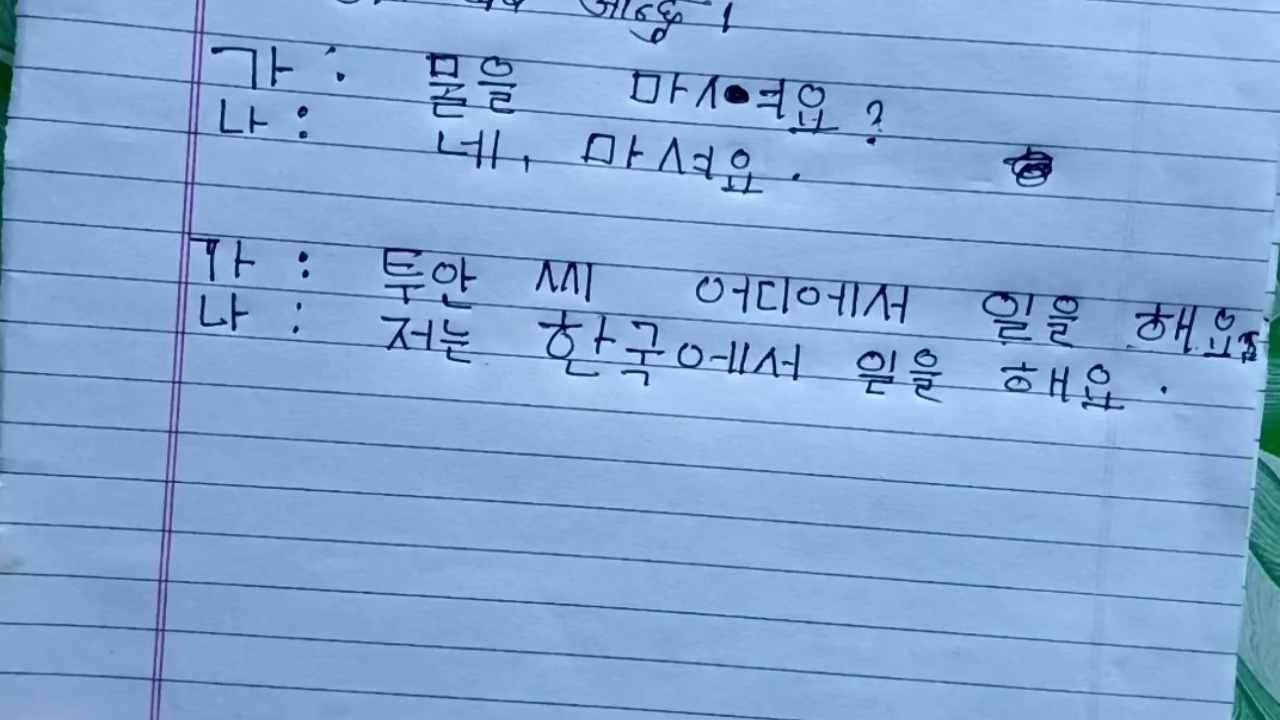 जान्छु ।
가 : 물을 마셔요?
나 : 네, 마셔요.
가 : 투안 씨 어디에서 일을 해요?
나 : 저는 한국에서 일을 해요.